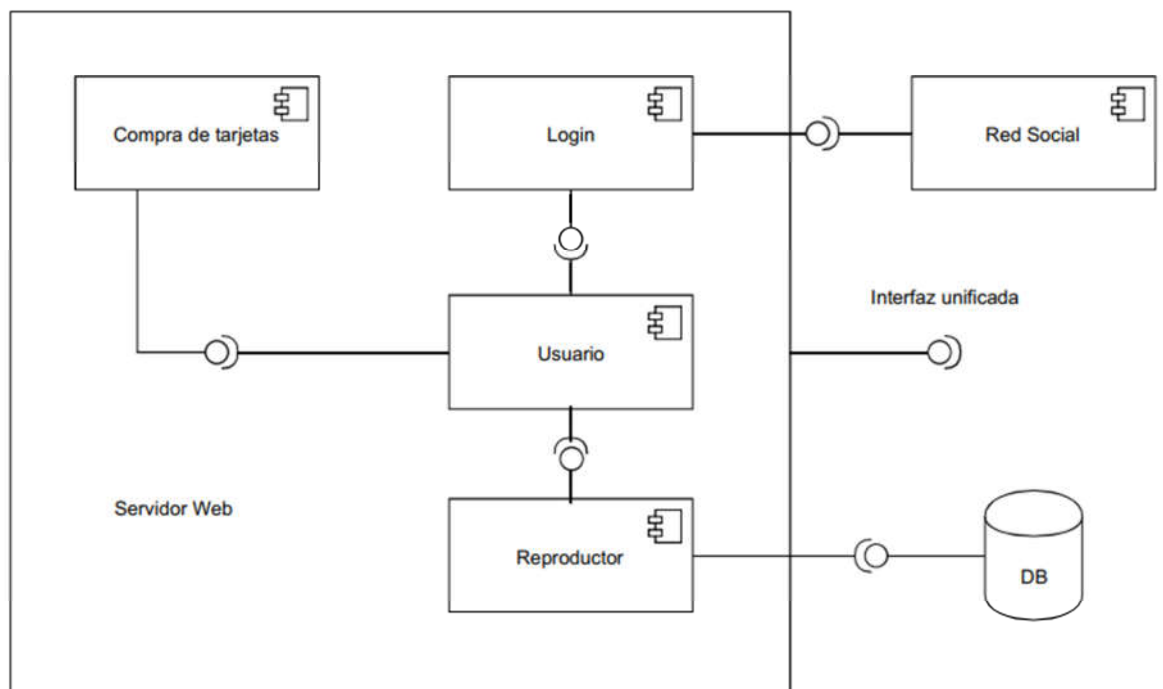 Compra de tarjetas
Login
Red Social
Interfaz unificada
Usuario
Servidor Web
Reproductor
DB